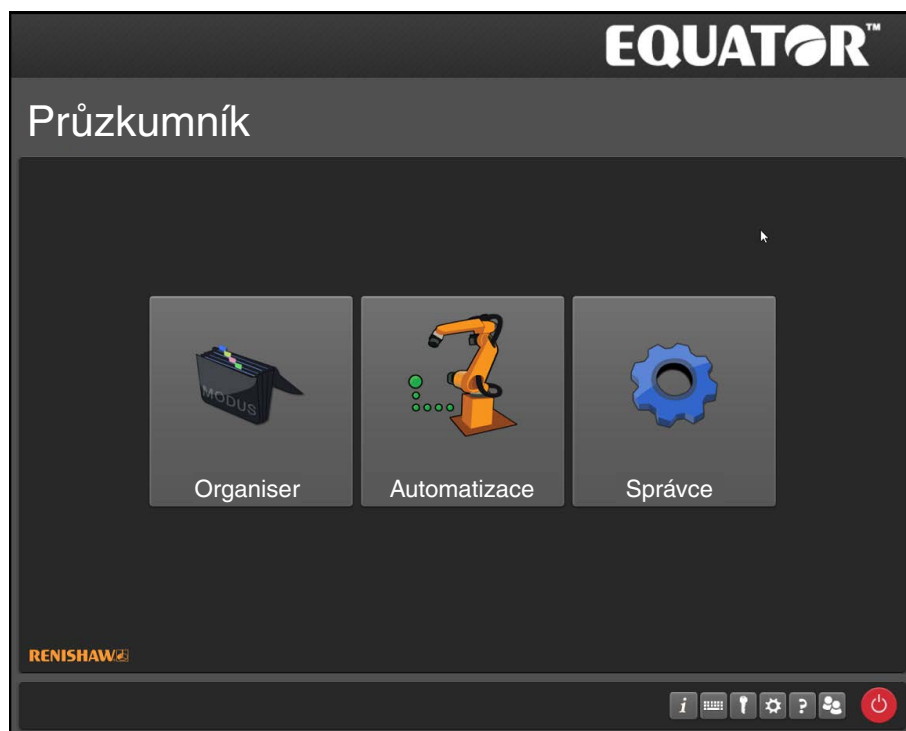 EQUATOR™
Průzkumník
MODUS
Organiser
Automatizace
Správce
RENISHAW
i
?